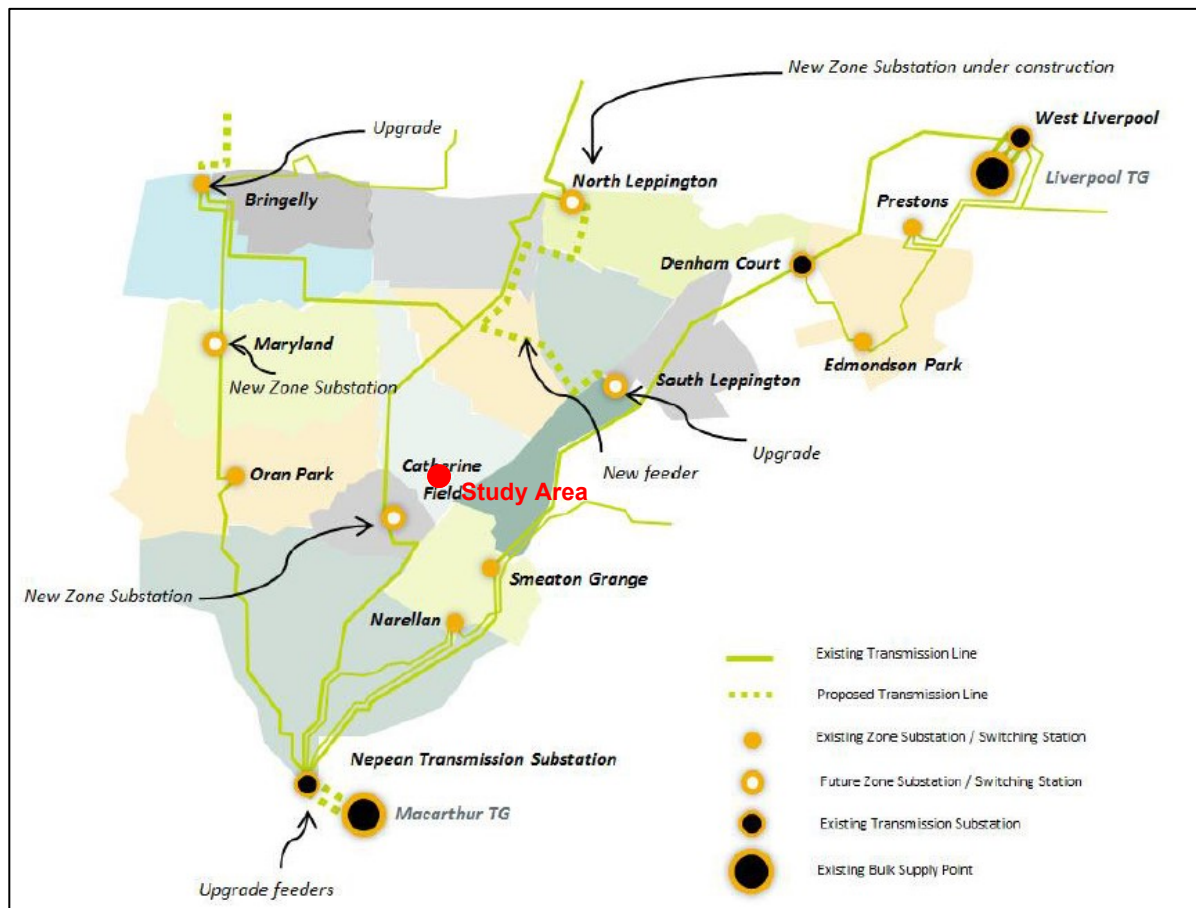 New Zone Substation under construction
Upgrade
West Liverpool
Liverpool TG
North Leppington
Bringelly
Prestons
Denham Court
Maryland
New Zone Substation
South Leppington
Edmondson Park
Upgrade
New feeder
Oran Park
Catherine
Field
Study Area
Smeaton Grange
New Zone Substation
Narellan
Existing Transmission Line
Proposed Transmission Line
Existing Zone Substation / Switching Station
Nepean Transmission Substation
Future Zone Substation / Switching Station
Macarthur TG
Existing Transmission Substation
Existing Bulk Supply Point
Upgrade feeders